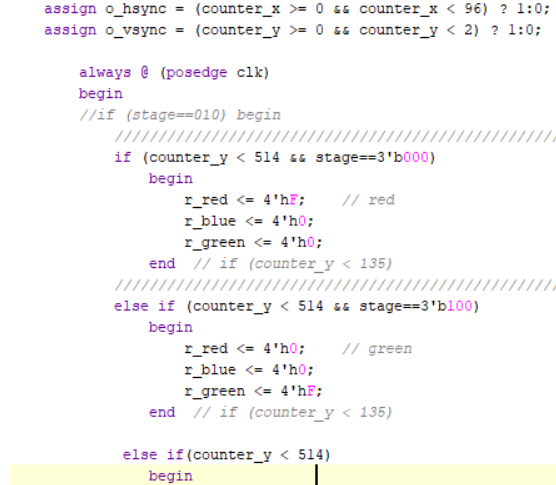 assign o_hsync = (counter_x >= 0 && counter_x < 96) ? 1:0;
assign o_vsync = (counter_y >= 0 && counter_y < 2) ? 1:0;
always @ (posedge clk)
begin
//if (stage==010) begin
//////////////////////////////////////////////////
if (counter_y < 514 && stage==3'b000)
begin
r_red <= 4'hF;    // red
r_blue <= 4'h0;
r_green <= 4'h0;
end  // if (counter_y < 135)
//////////////////////////////////////////////////
else if (counter_y < 514 && stage==3'b100)
begin
r_red <= 4'h0;    // green
r_blue <= 4'h0;
r_green <= 4'hF;
end  // if (counter_y < 135)
else if(counter_y < 514)
begin